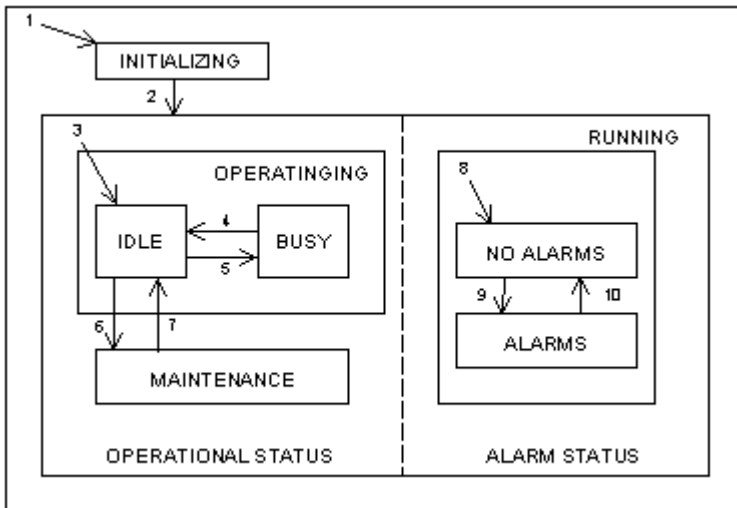 1
INITIALIZING
2
RUNNING
3
OPERATINGING
IDLE
4
5
BUSY
6
7
MAINTENANCE
OPERATIONAL STATUS
8
NO ALARMS
9
10
ALARMS
ALARM STATUS